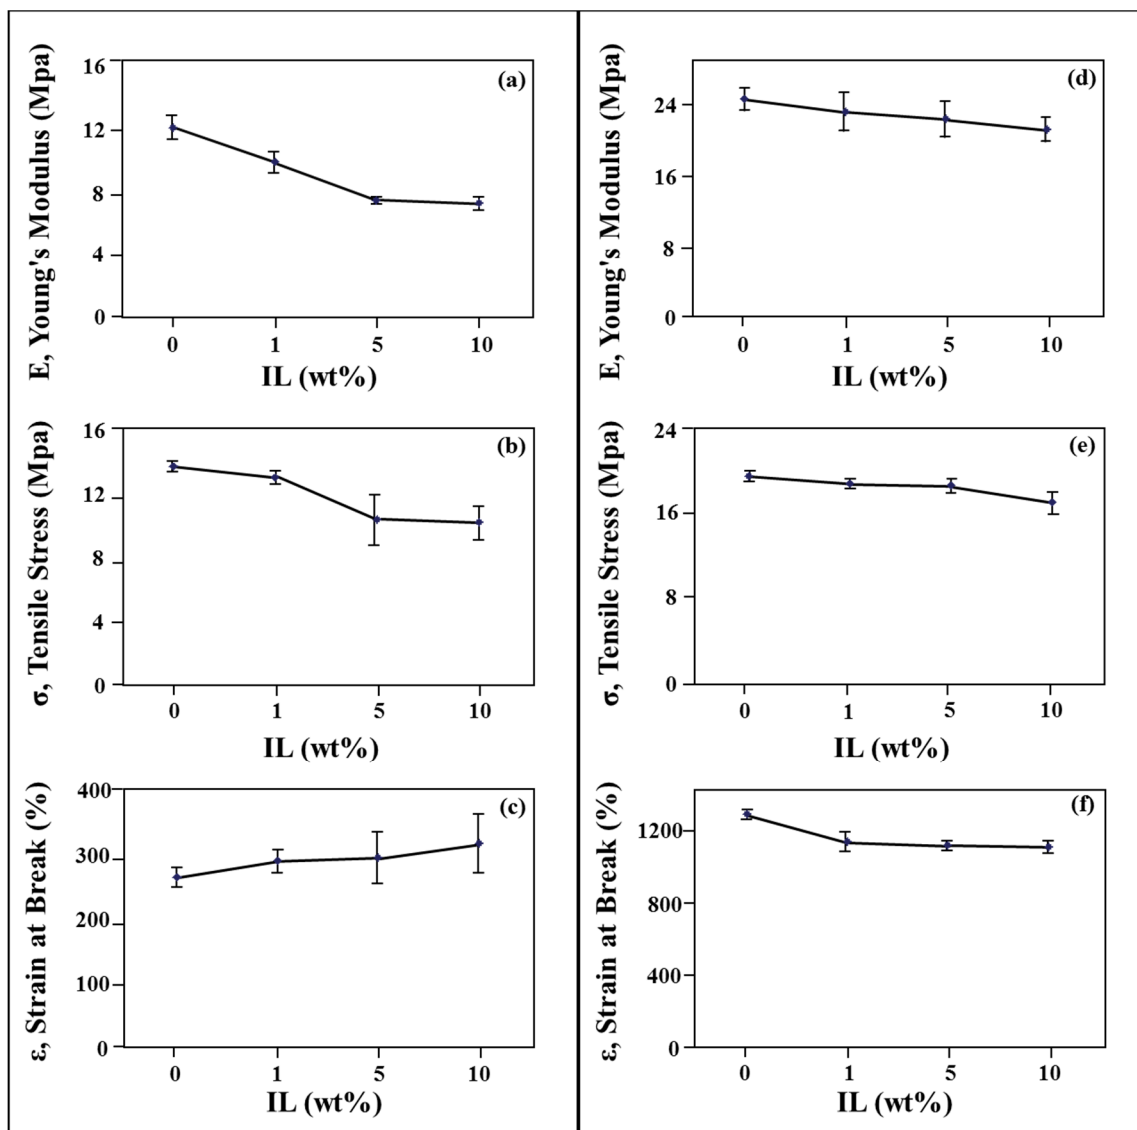 E, Young's Modulus (Mpa)
(a)
16
12
8
4
0
0 1 5 10
IL (wt%)
σ, Tensile Stress (Mpa)
(b)
16
12
8
4
0
0 1 5 10
IL (wt%)
ε, Strain at Break (%)
(c)
400
300
200
100
0
0 1 5 10
IL (wt%)
E, Young's Modulus (Mpa)
(d)
24
16
8
0
0 1 5 10
IL (wt%)
σ, Tensile Stress (Mpa)
(e)
24
16
8
0
0 1 5 10
IL (wt%)
ε, Strain at Break (%)
(f)
1200
800
400
0
0 1 5 10
IL (wt%)